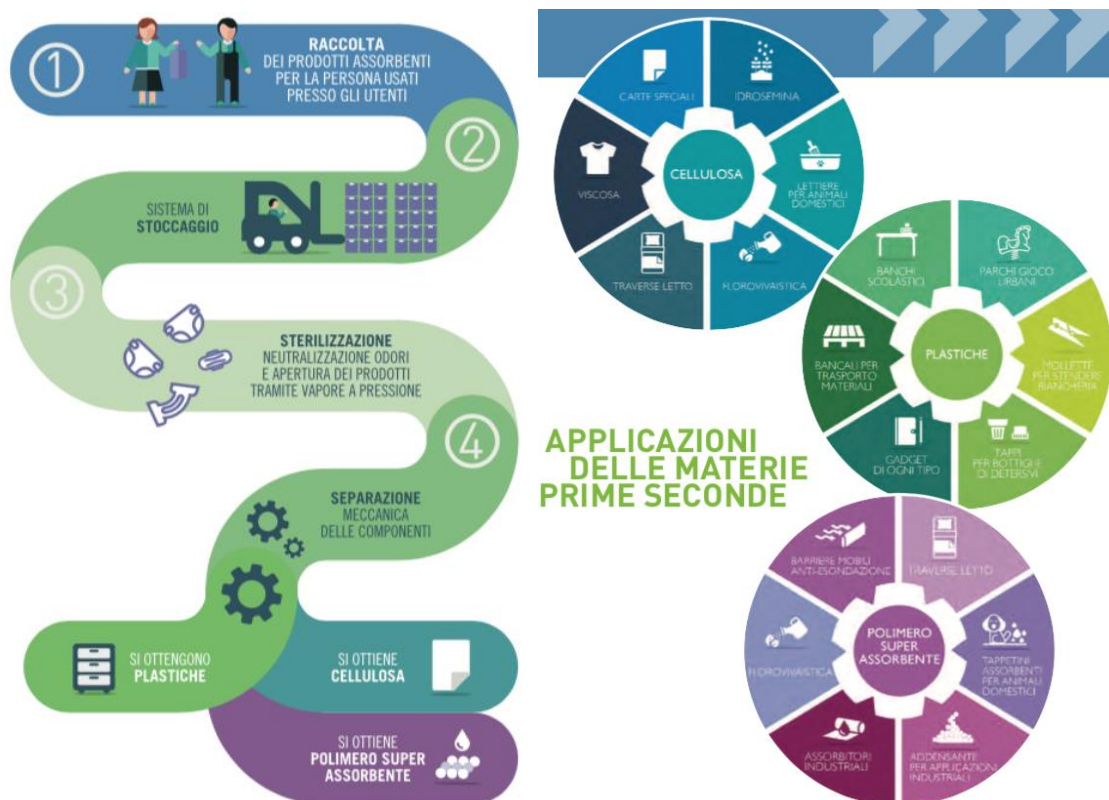 1
RACCOLTA
DEI PRODOTTI ASSORBENTI
PER LA PERSONA USATI
PRESSO GLI UTENTI
2
SISTEMA DI
STOCCAGGIO
3
STERILIZZAZIONE
NEUTRALIZZAZIONE ODORI
E APERTURA DEI PRODOTTI
TRAMITE VAPORE A PRESSIONE
4
SEPARAZIONE
MECCANICA
DELLE COMPONENTI
SI OTTENGONO
PLASTICHE
SI OTTIENE
CELLULOSA
SI OTTIENE
POLIMERO SUPER
ASSORBENTE
APPLICAZIONI
DELLE MATERIE
PRIME SECONDE
CELLULOSA
CARTE SPECIALI
IDROSEMINA
LETTIERE
PER ANIMALI
DOMESTICI
FLOROVIVAISTICA
TRAVERSE LETTO
VISCOSA
PLASTICHE
BANCHI
SCOLASTICI
PARCHI GIOCO
URBANI
MOLLETTE
PER STENDERE
BIANCHERIA
TAPPI
PER BOTTIGLIE
DI DETERSIVI
GADGET
DI OGNI TIPO
BANCALI PER
TRASPORTO
MATERIALI
POLIMERO
SUPER
ASSORBENTE
BARRIERE MOBILI
ANTI-ESONDAZIONE
TRAVERSE LETTO
TAPPETINI
ASSORBENTI
PER ANIMALI
DOMESTICI
ADDENSANTE
PER APPLICAZIONI
INDUSTRIALI
ASSORBITORI
INDUSTRIALI
FLOROVIVAISTICA